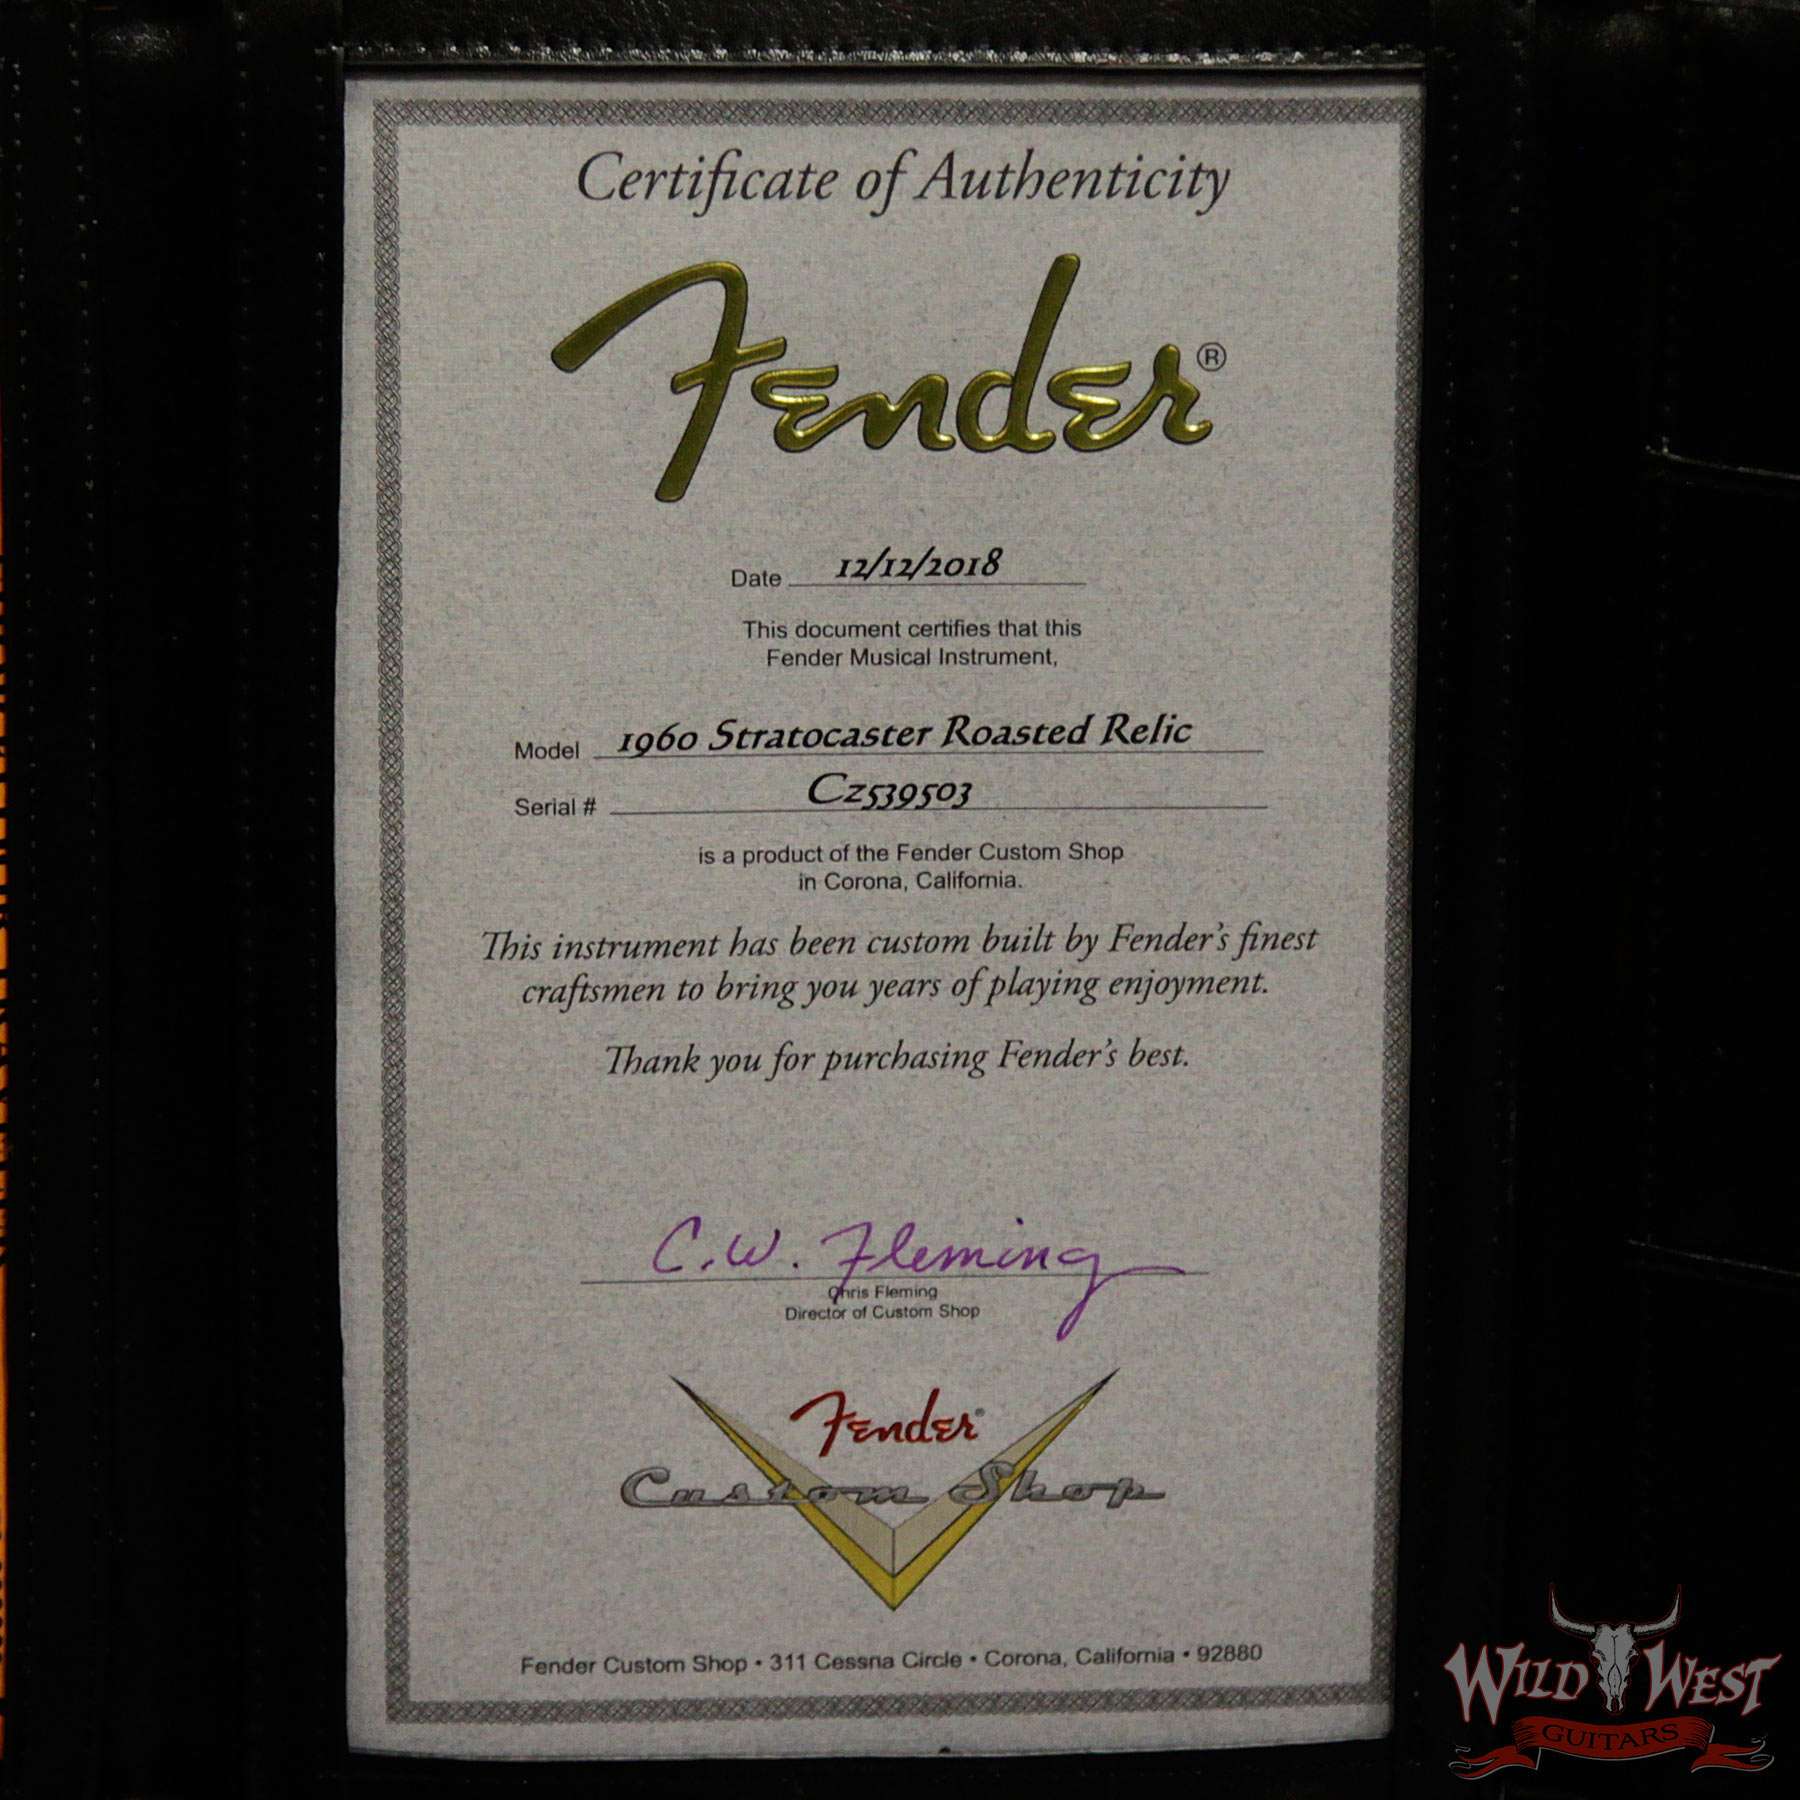 Certificate of Authenticity
Fender®
Date 12/12/2018
This document certifies that this
Fender Musical Instrument,
Model 1960 Stratocaster Roasted Relic
Serial # Cz539503
is a product of the Fender Custom Shop
in Corona, California.
This instrument has been custom built by Fender's finest
craftsmen to bring you years of playing enjoyment.
Thank you for purchasing Fender's best.
C.W. Fleming
Chris Fleming
Director of Custom Shop
Fender®
Custom Shop
Fender Custom Shop • 311 Cessna Circle • Corona, California • 92880
WILD WEST
GUITARS